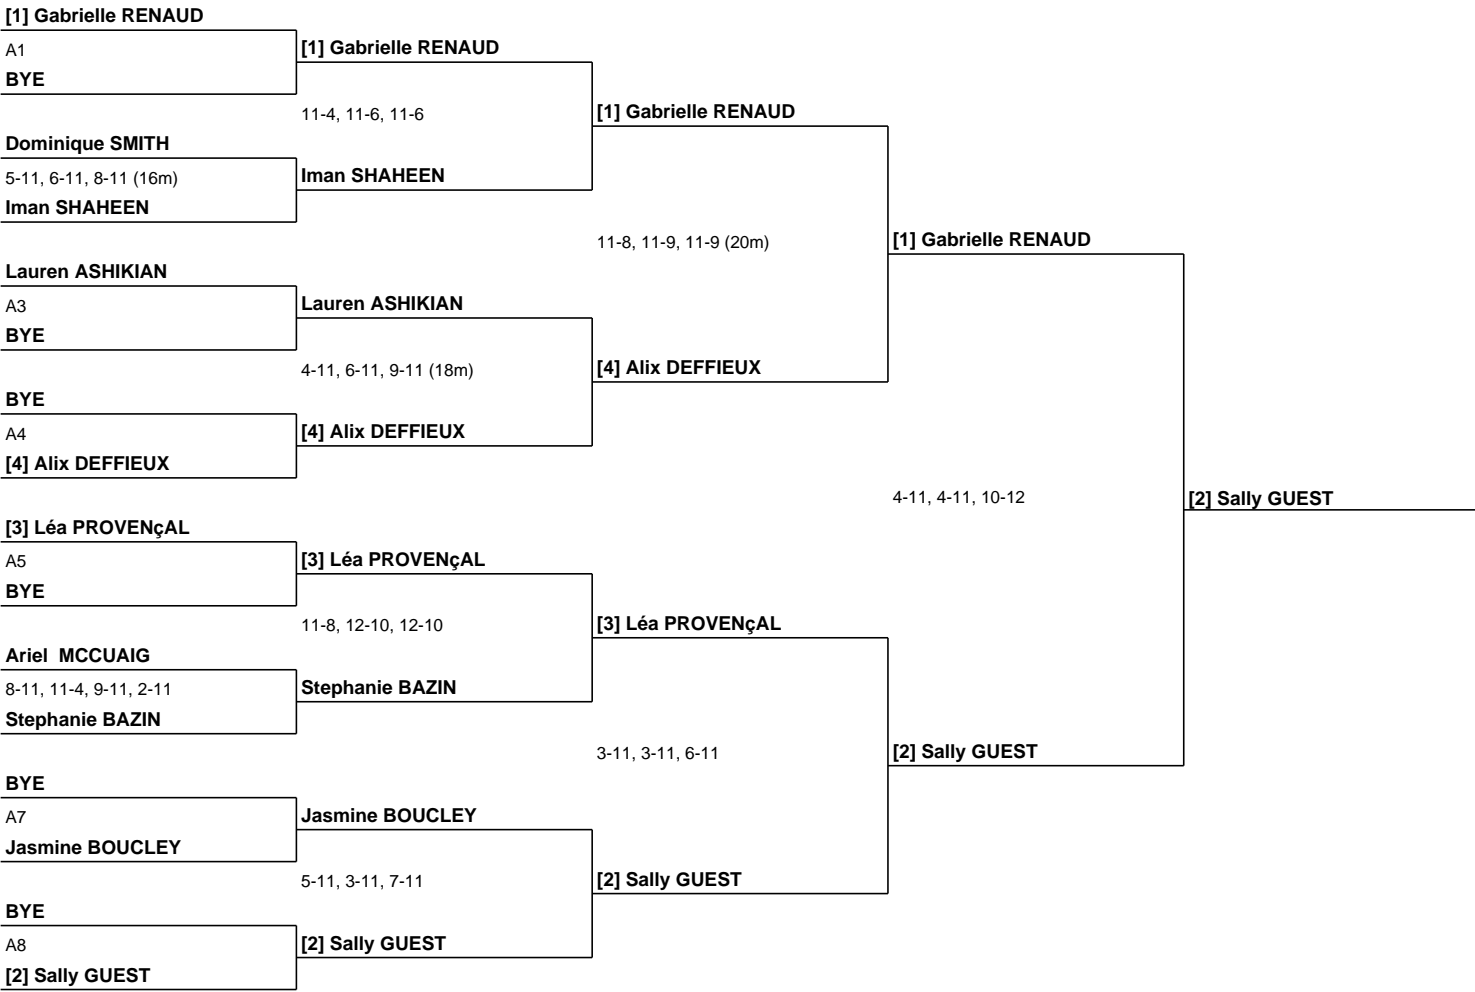 [1] Gabrielle RENAUD
A1
BYE
Dominique SMITH
5-11, 6-11, 8-11 (16m)
Iman SHAHEEN
Lauren ASHIKIAN
A3
BYE
BYE
A4
[4] Alix DEFFIEUX
[3] Léa PROVENçAL
A5
BYE
Ariel  MCCUAIG
8-11, 11-4, 9-11, 2-11
Stephanie BAZIN
BYE
A7
Jasmine BOUCLEY
BYE
A8
[2] Sally GUEST
[1] Gabrielle RENAUD
11-4, 11-6, 11-6
Iman SHAHEEN
Lauren ASHIKIAN
4-11, 6-11, 9-11 (18m)
[4] Alix DEFFIEUX
[3] Léa PROVENçAL
11-8, 12-10, 12-10
Stephanie BAZIN
Jasmine BOUCLEY
5-11, 3-11, 7-11
[2] Sally GUEST
[1] Gabrielle RENAUD
11-8, 11-9, 11-9 (20m)
[4] Alix DEFFIEUX
[3] Léa PROVENçAL
3-11, 3-11, 6-11
[2] Sally GUEST
[1] Gabrielle RENAUD
4-11, 4-11, 10-12
[2] Sally GUEST
[2] Sally GUEST